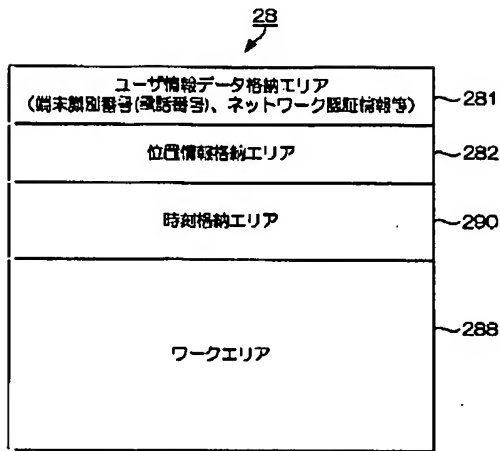 28
ユーザ情報データ格納エリア
(端末識別番号(電話番号)、ネットワーク認証情報等)
281
位置情報格納エリア
282
時刻格納エリア
290
ワークエリア
288